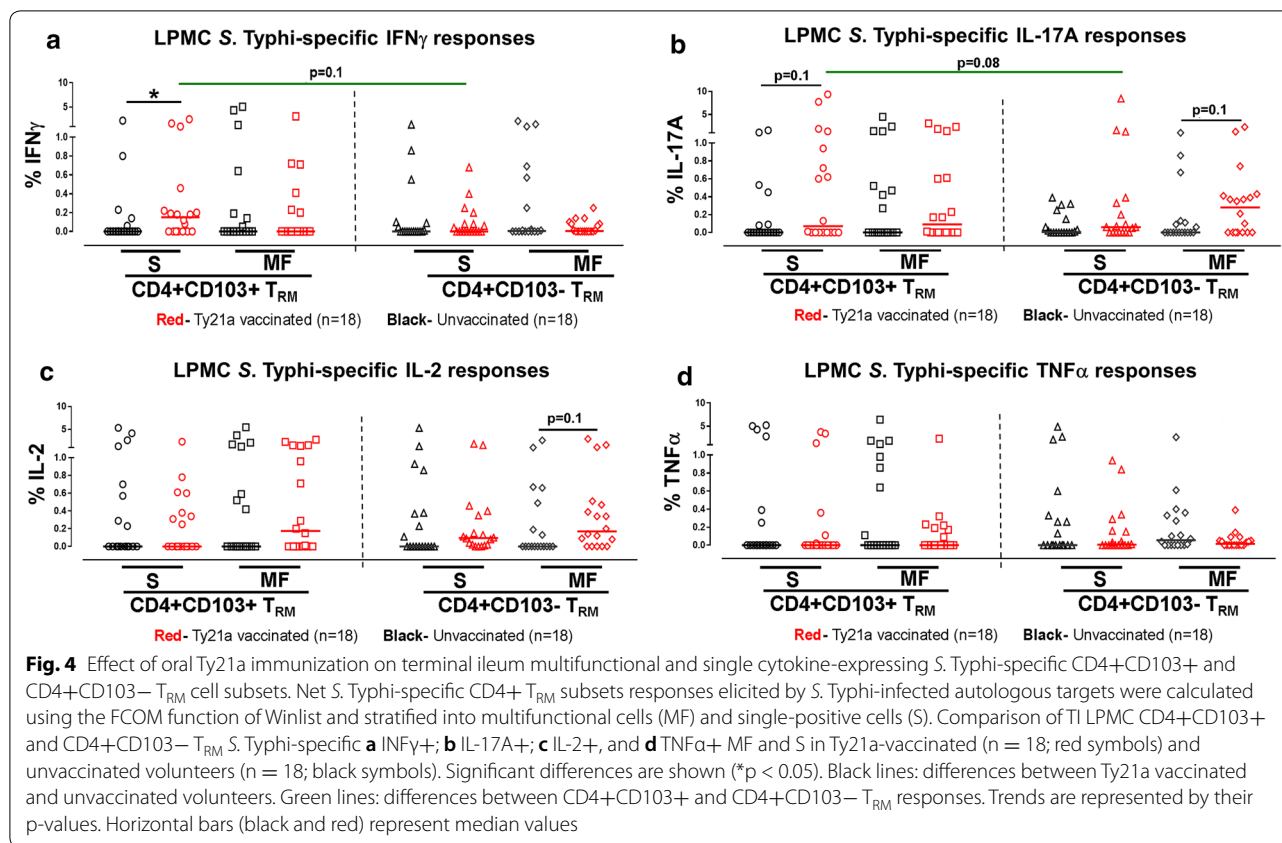 a
LPMC S. Typhi-specific IFNγ responses
p=0.1
*
% IFNγ
10
5
1.0
0.8
0.6
0.4
0.2
0.0
S
MF
S
MF
CD4+CD103+ TRM
CD4+CD103- TRM
Red- Ty21a vaccinated (n=18) Black- Unvaccinated (n=18)
b
LPMC S. Typhi-specific IL-17A responses
p=0.08
p=0.1
p=0.1
% IL-17A
10
5
1.0
0.8
0.6
0.4
0.2
0.0
S
MF
S
MF
CD4+CD103+ TRM
CD4+CD103- TRM
Red- Ty21a vaccinated (n=18) Black- Unvaccinated (n=18)
c
LPMC S. Typhi-specific IL-2 responses
p=0.1
% IL-2
10
5
1.0
0.8
0.6
0.4
0.2
0.0
S
MF
S
MF
CD4+CD103+ TRM
CD4+CD103- TRM
Red- Ty21a vaccinated (n=18) Black- Unvaccinated (n=18)
d
LPMC S. Typhi-specific TNFα responses
% TNFα
10
5
1.0
0.8
0.6
0.4
0.2
0.0
S
MF
S
MF
CD4+CD103+ TRM
CD4+CD103- TRM
Red- Ty21a vaccinated (n=18) Black- Unvaccinated (n=18)
Fig. 4 Effect of oral Ty21a immunization on terminal ileum multifunctional and single cytokine-expressing S. Typhi-specific CD4+CD103+ and
CD4+CD103− TRM cell subsets. Net S. Typhi-specific CD4+ TRM subsets responses elicited by S. Typhi-infected autologous targets were calculated
using the FCOM function of Winlist and stratified into multifunctional cells (MF) and single-positive cells (S). Comparison of TI LPMC CD4+CD103+
and CD4+CD103− TRM S. Typhi-specific a INFγ+; b IL-17A+; c IL-2+, and d TNFα+ MF and S in Ty21a-vaccinated (n = 18; red symbols) and
unvaccinated volunteers (n = 18; black symbols). Significant differences are shown (*p < 0.05). Black lines: differences between Ty21a vaccinated
and unvaccinated volunteers. Green lines: differences between CD4+CD103+ and CD4+CD103− TRM responses. Trends are represented by their
p-values. Horizontal bars (black and red) represent median values